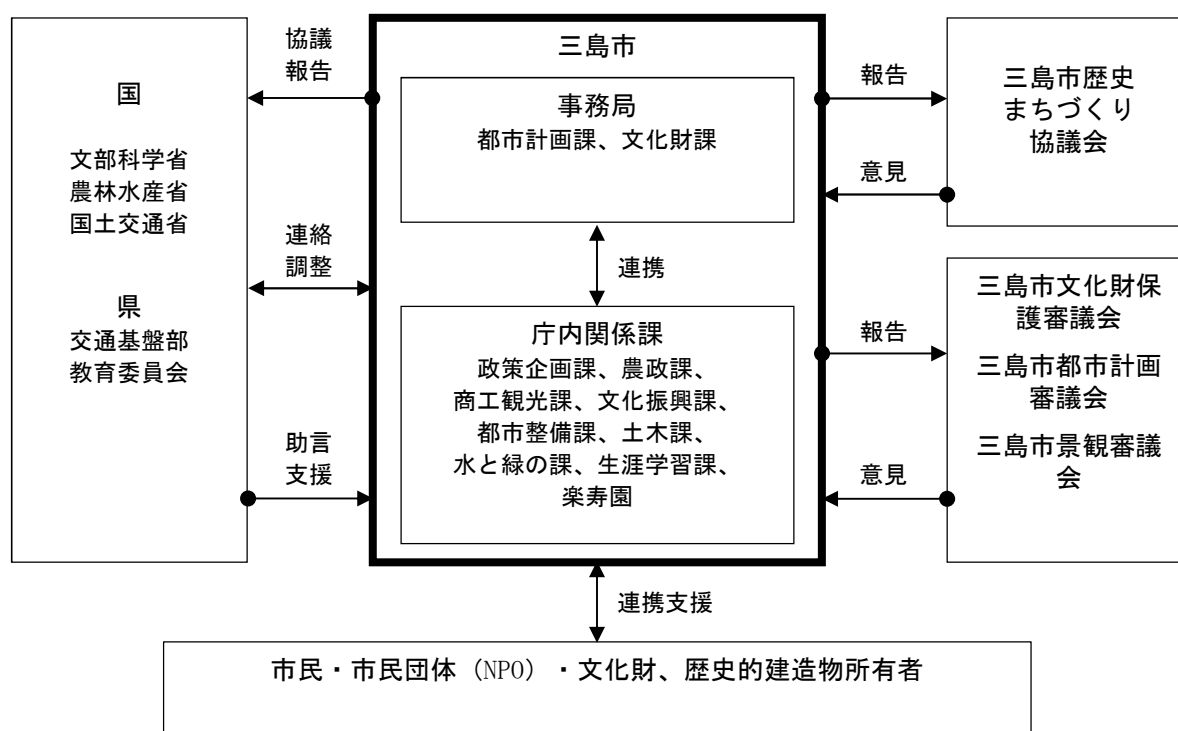 国
文部科学省
農林水産省
国土交通省
県
交通基盤部
教育委員会
協議
報告
連絡
調整
助言
支援
三島市
事務局
都市計画課、文化財課
連携
庁内関係課
政策企画課、農政課、
商工観光課、文化振興課、
都市整備課、土木課、
水と緑の課、生涯学習課、
楽寿園
報告
意見
三島市歴史
まちづくり
協議会
報告
意見
三島市文化財保
護審議会
三島市都市計画
審議会
三島市景観審議
会
連携支援
市民・市民団体（NPO）・文化財、歴史的建造物所有者